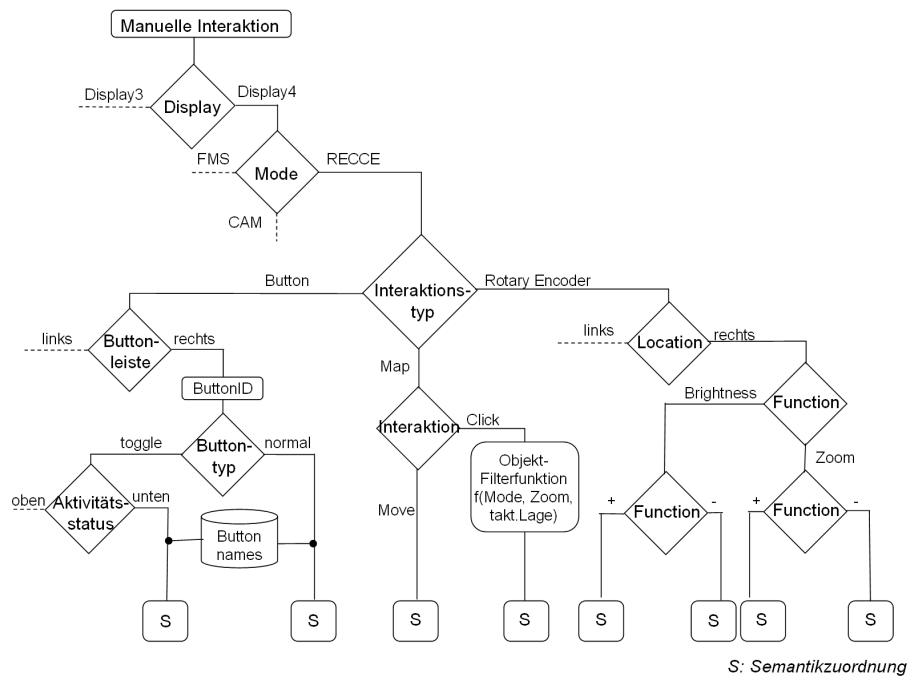 Manuelle Interaktion
Display3
Display4
Display
FMS
RECCE
Mode
CAM
Button
Rotary Encoder
Interaktions-
typ
links
rechts
Button-
leiste
links
rechts
Location
Map
ButtonID
Brightness
Function
Interaktion
Click
toggle
normal
Button-
typ
Zoom
Objekt-
Filterfunktion
f(Mode, Zoom,
takt.Lage)
oben
unten
Aktivitäts-
status
Move
+
-
Function
+
-
Function
Button
names
S
S
S
S
S
S
S
S
S: Semantikzuordnung